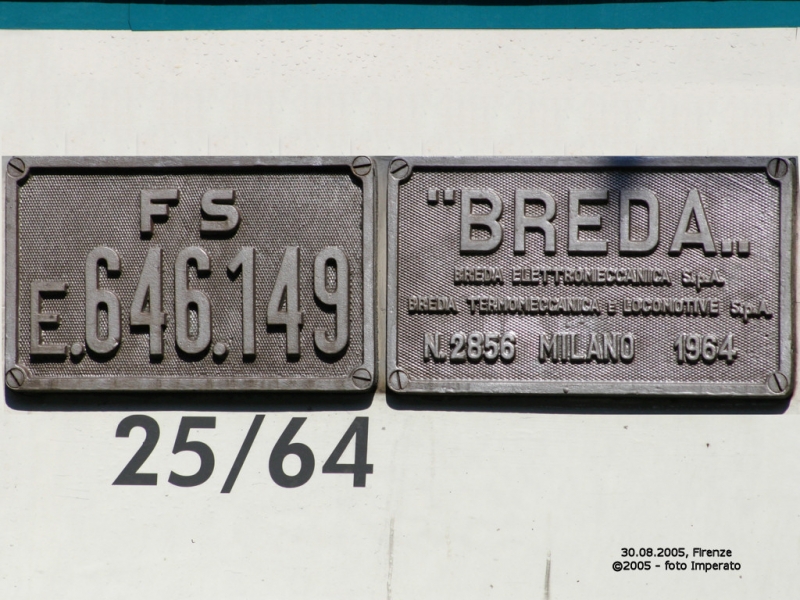 FS
E.646.149
"BREDA„
BREDA ELETTROMECCANICA S.p.A.
BREDA TERMOMECCANICA E LOCOMOTIVE S.p.A.
N.2856 MILANO 1964
25/64
30.08.2005, Firenze
©2005 - foto Imperato